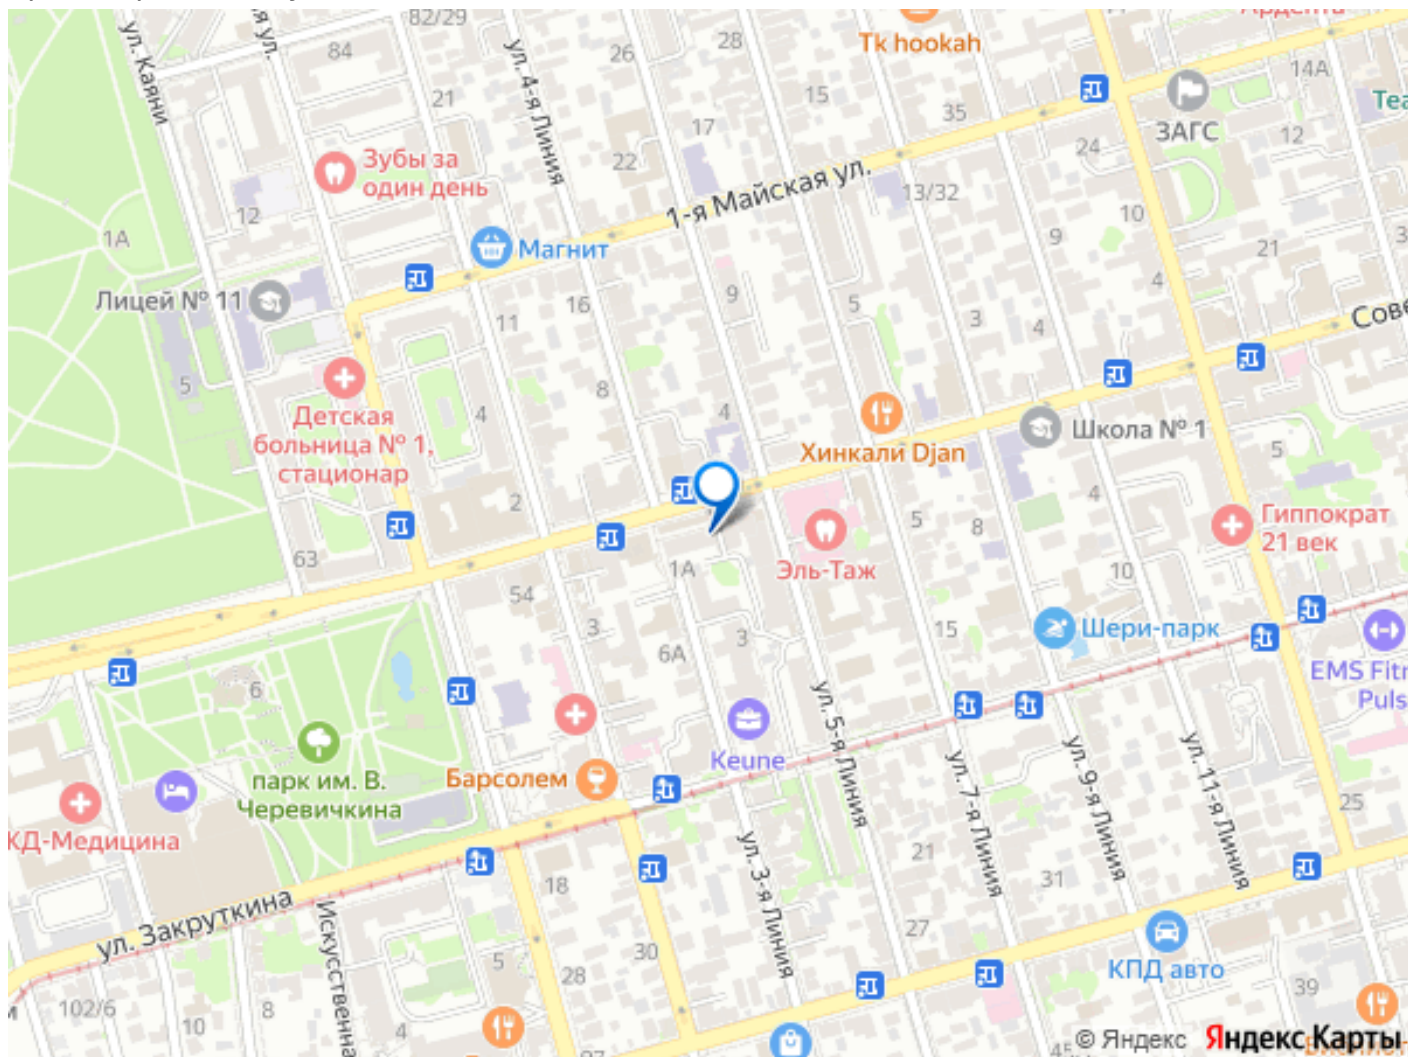 82/29
28
Tk hookah
ул. Каяни
84
ул. 4-я Линия
26
14А
21
15
35
ЗАГС
Теа
17
24
12
Зубы за
один день
22
1-я Майская ул.
13/32
12
10
1А
9
21
3
Магнит
4
Лицей № 11
16
9
5
3
4
Сове
11
5
8
4
4
Детская
больница № 1,
стационар
Хинкали Djan
Школа № 1
5
2
4
5
8
Гиппократ
21 век
63
1А
Эль-Таж
10
54
3
3
15
Шери-парк
6А
EMS Fitr
Puls
6
ул. 5-я Линия
Keune
ул. 7-я Линия
ул. 9-я Линия
ул. 11-я Линия
парк им. В.
Черевичкина
Барсолем
25
КД-Медицина
ул. 3-я Линия
21
18
31
ул. Закруткина
Искусственна
27
30
5
28
КПД авто
39
102/6
8
10
4
© Яндекс Яндекс Карты